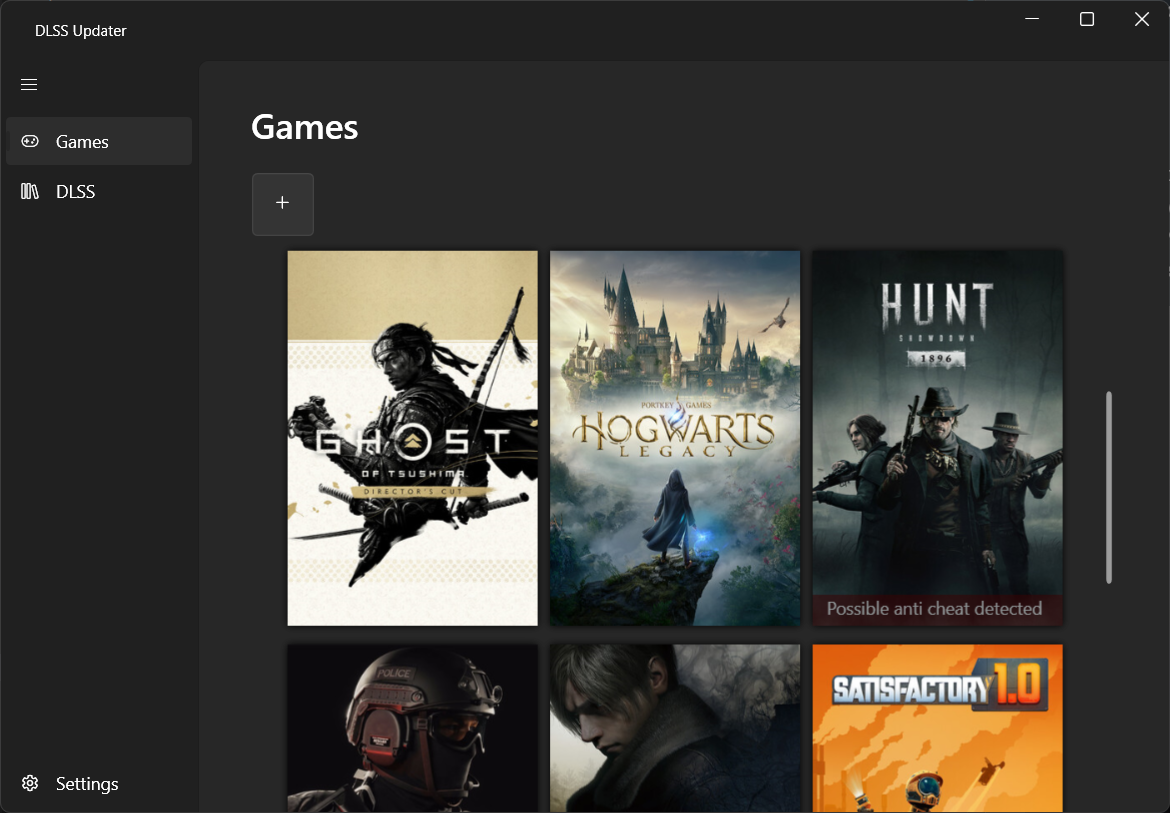 DLSS Updater
Games
DLSS
Settings
Games
+
GHOST
OF TSUSHIMA
DIRECTOR'S CUT
PORTKEY GAMES
HOGWARTS
LEGACY
HUNT
SHOWDOWN
1896
Possible anti cheat detected
POLICE
SATISFACTORY 1.0